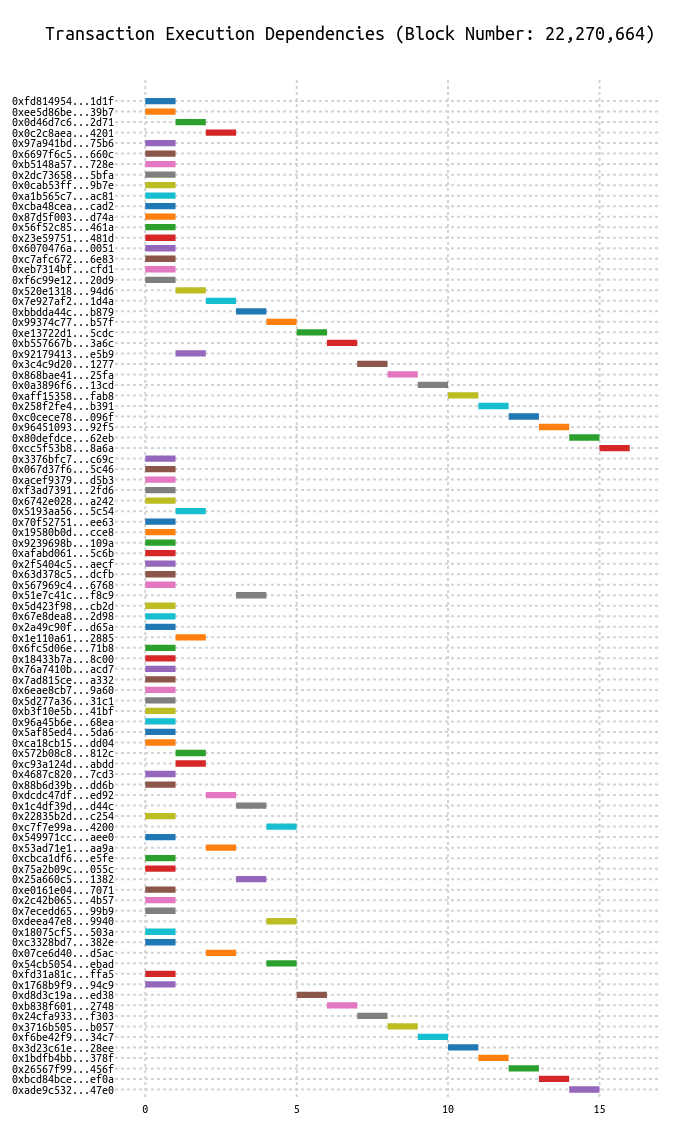 Transaction Execution Dependencies (Block Number: 22,270,664)
0xfd814954...1d1f
0xee5d86be...39b7
0x0d46d7c6...2d71
0x0c2c8aea...4201
0x97a941bd...75b6
0x6697f6c5...660c
0xb5148a57...728e
0x2dc73658...5bfa
0x0cab53ff...9b7e
0xa1b565c7...ac81
0xcba48cea...cad2
0x87d5f003...d74a
0x56f52c85...461a
0x23e59751...481d
0x6070476a...0051
0xc7afc672...6e83
0xeb7314bf...cfd1
0xf6c99e12...20d9
0x520e1318...94d6
0x7e927af2...1d4a
0xbbdda44c...b879
0x99374c77...b57f
0xe13722d1...5cdc
0xb557667b...3a6c
0x92179413...e5b9
0x3c4c9d20...1277
0x868bae41...25fa
0x0a3896f6...13cd
0xaff15358...fab8
0x258f2fe4...b391
0xc0cece78...096f
0x96451093...92f5
0x80defdce...62eb
0xcc5f53b8...8a6a
0x3376bfc7...c69c
0x067d37f6...5c46
0xacef9379...d5b3
0xf3ad7391...2fd6
0x6742e028...a242
0x5193aa56...5c54
0x70f52751...ee63
0x19580b0d...cce8
0x9239698b...109a
0xafabd061...5c6b
0x2f5404c5...aecf
0x63d378c5...dcfb
0x567969c4...6768
0x51e7c41c...f8c9
0x5d423f98...cb2d
0x67e8dea8...2d98
0x2a49c90f...d65a
0x1e110a61...2885
0x6fc5d06e...71b8
0x18433b7a...8c00
0x76a7410b...acd7
0x7ad815ce...a332
0x6eae8cb7...9a60
0x5d277a36...31c1
0xb3f10e5b...41bf
0x96a45b6e...68ea
0x5af85ed4...5da6
0xca18cb15...dd04
0x572b08c8...812c
0xc93a124d...abdd
0x4687c820...7cd3
0x88b6d39b...dd6b
0xdcdc47df...ed92
0x1c4df39d...d44c
0x22835b2d...c254
0xc7f7e99a...4200
0x549971cc...aee0
0x53ad71e1...aa9a
0xcbca1df6...e5fe
0x75a2b09c...055c
0x25a660c5...1382
0xe0161e04...7071
0x2c42b065...4b57
0x7ecedd65...99b9
0xdeea47e8...9940
0x18075cf5...503a
0xc3328bd7...382e
0x07ce6d40...d5ac
0x54cb5054...ebad
0xfd31a81c...ffa5
0x1768b9f9...94c9
0xd8d3c19a...ed38
0xb838f601...2748
0x24cfa933...f303
0x3716b505...b057
0xf6be42f9...34c7
0x3d23c61e...28ee
0x1bdfb4bb...378f
0x26567f99...456f
0xbcd84bce...ef0a
0xade9c532...47e0
0 5 10 15